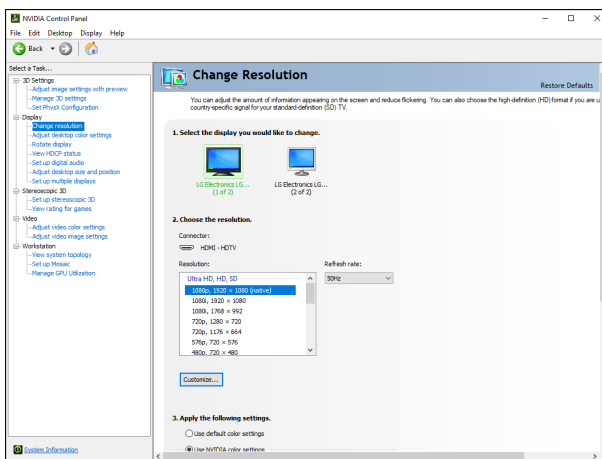 NVIDIA Control Panel
File Edit Desktop Display Help
Back
Select a Task...
3D Settings
Adjust image settings with preview
Manage 3D settings
Set PhysX Configuration
Display
Change resolution
Adjust desktop color settings
Rotate display
View HDCP status
Set up digital audio
Adjust desktop size and position
Set up multiple displays
Stereoscopic 3D
Set up stereoscopic 3D
View rating for games
Video
Adjust video color settings
Adjust video image settings
Workstation
View system topology
Set up Mosaic
Manage GPU Utilization
System Information
Change Resolution
Restore Defaults
You can adjust the amount of information appearing on the screen and reduce flickering. You can also choose the high-definition (HD) format if you are u
country-specific signal for your standard-definition (SD) TV.
1. Select the display you would like to change.
LG Electronics LG...
(1 of 2)
LG Electronics LG...
(2 of 2)
2. Choose the resolution.
Connector:
HDMI - HDTV
Resolution:
Refresh rate:
Ultra HD, HD, SD
50Hz
1080p, 1920 × 1080 (native)
1080i, 1920 × 1080
1080i, 1768 × 992
720p, 1280 × 720
720p, 1176 × 664
576p, 720 × 576
480p, 720 × 480
Customize...
3. Apply the following settings.
Use default color settings
Use NVIDIA color settings